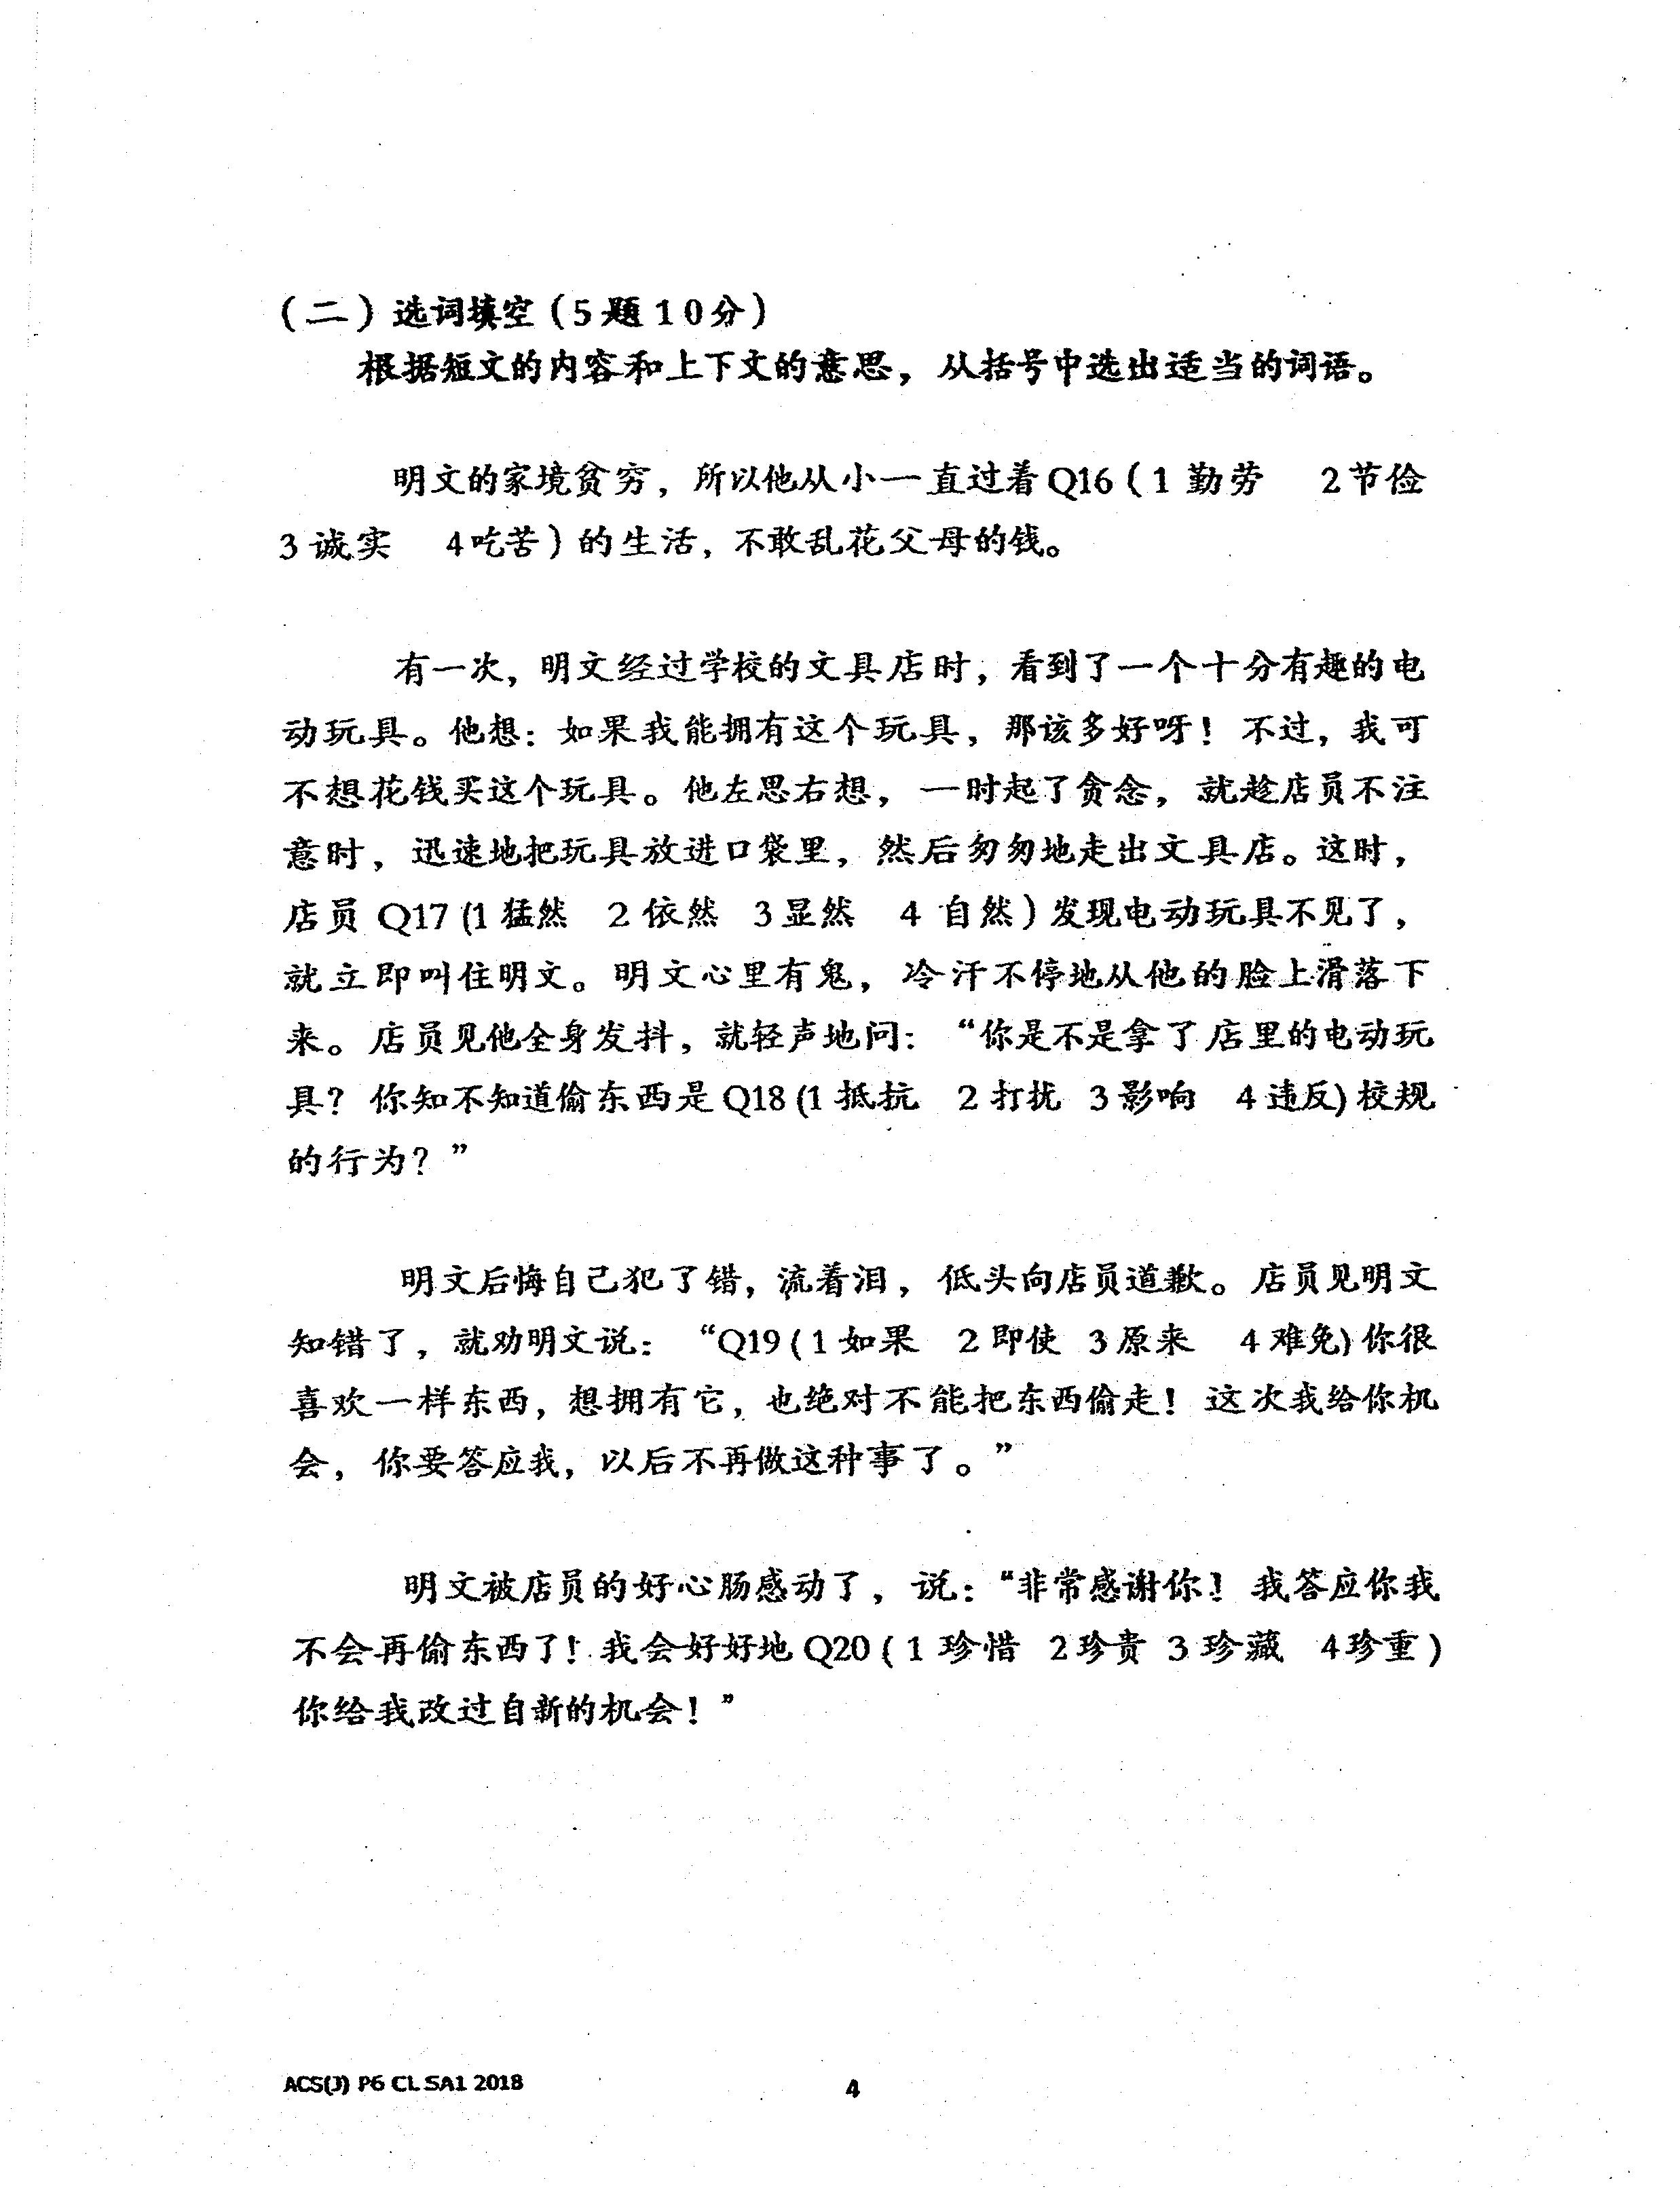 （二）选词填空（5题10分）
根据短文的内容和上下文的意思，从括号中选出适当的词语。
明文的家境贫穷，所以他从小一直过着Q16（1 勤劳 2节俭
3诚实 4吃苦）的生活，不敢乱花父母的钱。
有一次，明文经过学校的文具店时，看到了一个十分有趣的电
动玩具。他想：如果我能拥有这个玩具，那该多好呀！不过，我可
不想花钱买这个玩具。他左思右想，一时起了贪念，就趁店员不注
意时，迅速地把玩具放进口袋里，然后匆匆地走出文具店。这时，
店员 Q17 (1 猛然 2 依然 3显然 4 自然）发现电动玩具不见了，
就立即叫住明文。明文心里有鬼，冷汗不停地从他的脸上滑落下
来。店员见他全身发抖，就轻声地问：“你是不是拿了店里的电动玩
具？你知不知道偷东西是Q18 (1 抵抗 2 打扰 3影响 4违反) 校规
的行为？”
明文后悔自己犯了错，流着泪，低头向店员道歉。店员见明文
知错了，就劝明文说：“Q19 (1如果 2 即使 3原来 4难免) 你很
喜欢一样东西，想拥有它，也绝对不能把东西偷走！这次我给你机
会，你要答应我，以后不再做这种事了。”
明文被店员的好心肠感动了，说：“非常感谢你！我答应你我
不会再偷东西了！我会好好地 Q20（1 珍惜 2珍贵 3 珍藏 4珍重）
你给我改过自新的机会！”
ACS(J) P6 CL SA1 2018
4